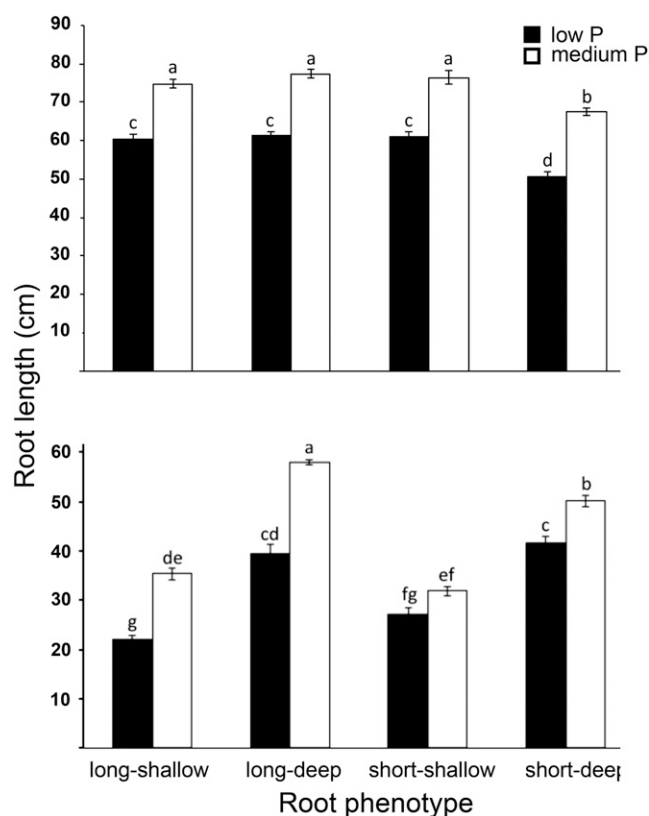 90
80
70
60
50
40
30
20
10
low P
medium P
c
a
c
a
c
a
d
b
Root length (cm)
60
50
40
30
20
10
g
de
cd
a
fg
ef
c
b
long-shallow long-deep short-shallow short-deep
Root phenotype